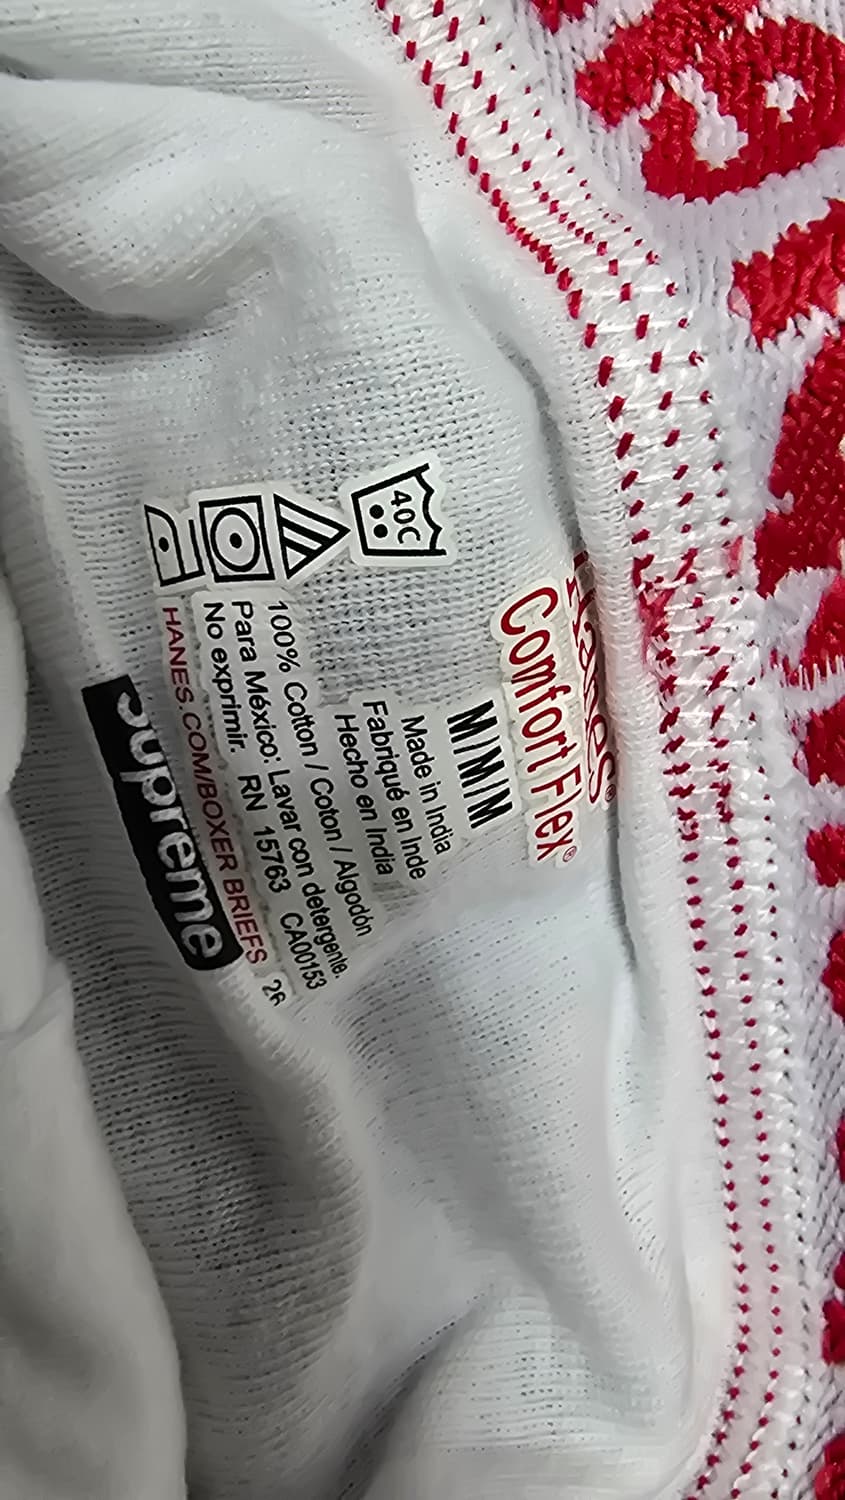 Hanes®
Comfort Flex®
M/M/M
Made in India
Fabriqué en Inde
Hecho en India
100% Cotton / Coton / Algodón
Para México: Lavar con detergente.
No exprimir. RN 15763 CA00153
HANES.COM/BOXER BRIEFS 26
Supreme
40C